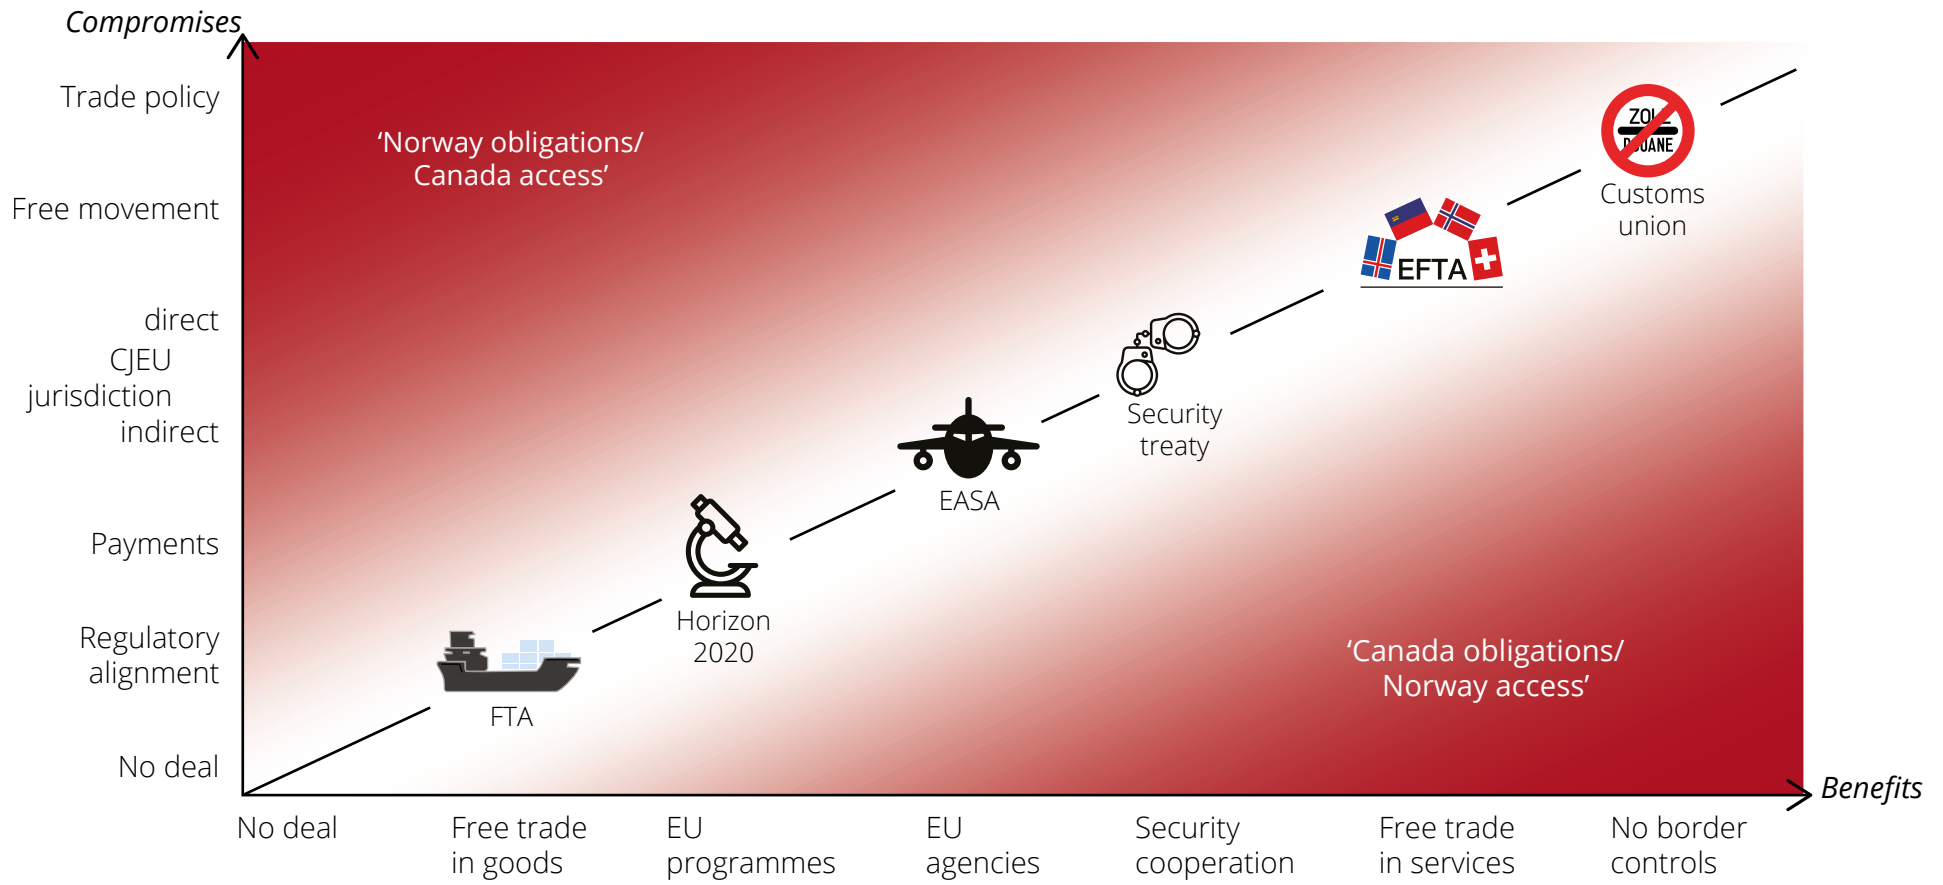 Compromises
Trade policy
Free movement
direct
CJEU
jurisdiction
indirect
Payments
Regulatory
alignment
No deal
‘Norway obligations/
Canada access’
ZOLL
DOUANE
Customs
union
EFTA
Security
treaty
EASA
Horizon
2020
FTA
‘Canada obligations/
Norway access’
Benefits
No deal
Free trade
in goods
EU
programmes
EU
agencies
Security
cooperation
Free trade
in services
No border
controls